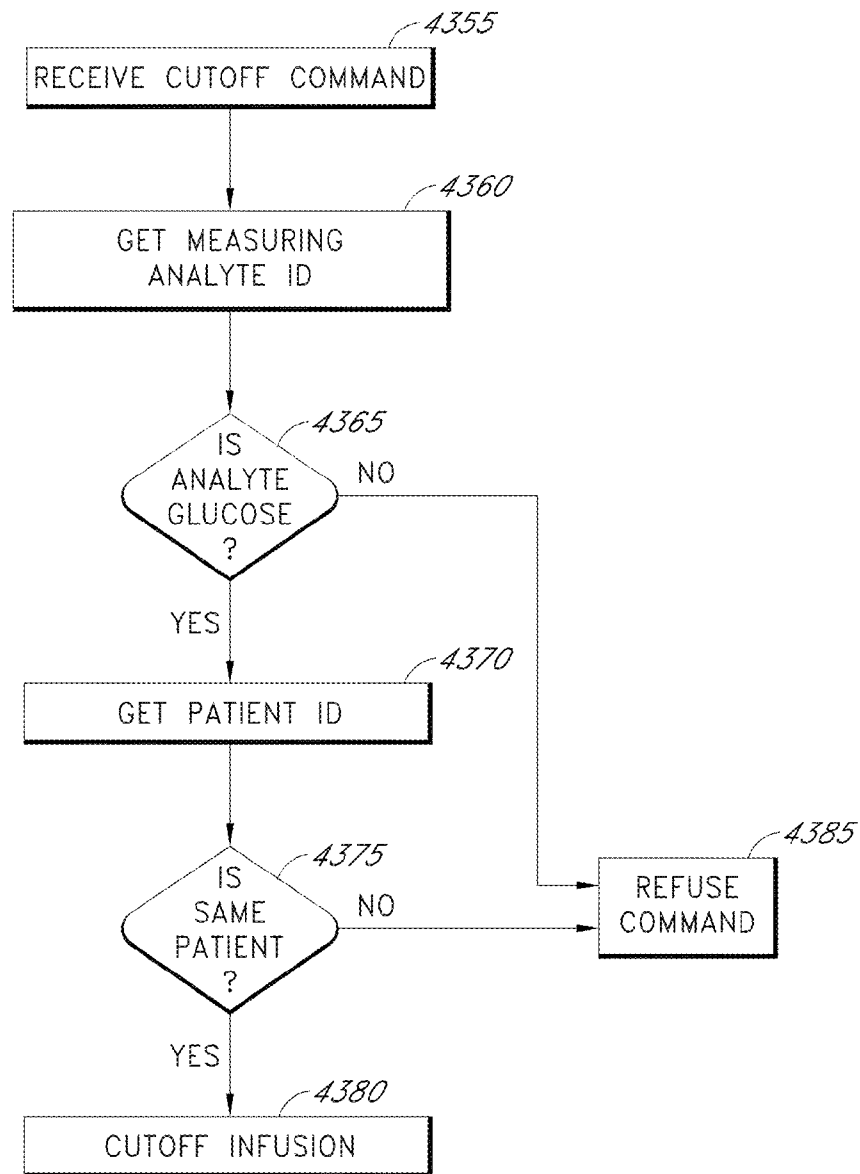 4355
RECEIVE CUTOFF COMMAND
4360
GET MEASURING
ANALYTE ID
4365
IS
ANALYTE
GLUCOSE
?
NO
YES
4370
GET PATIENT ID
4375
IS
SAME
PATIENT
?
NO
YES
4385
REFUSE
COMMAND
4380
CUTOFF INFUSION